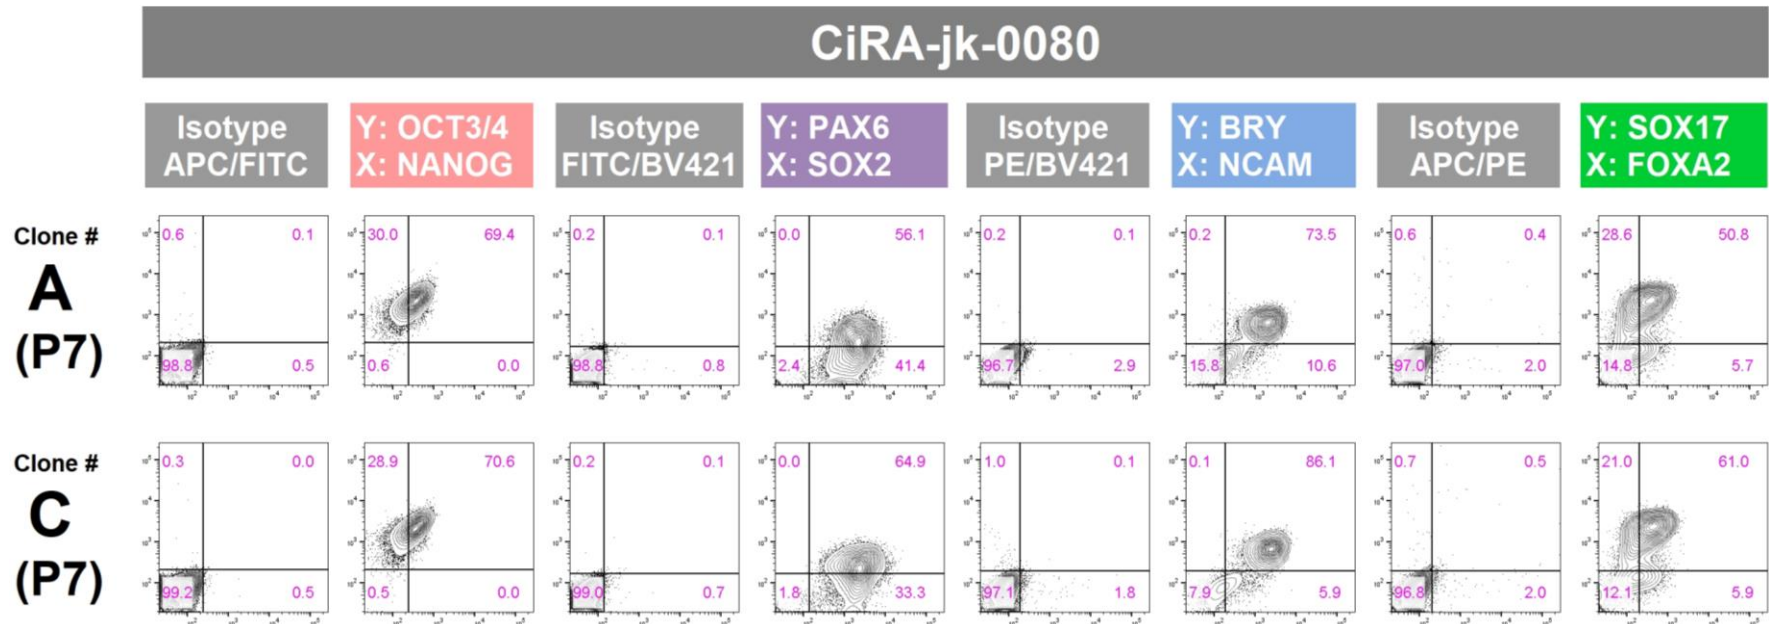 CiRA-jk-0080
Isotype APC/FITC
Y: OCT3/4 X: NANOG
Isotype FITC/BV421
Y: PAX6 X: SOX2
Isotype PE/BV421
Y: BRY X: NCAM
Isotype APC/PE
Y: SOX17 X: FOXA2
Clone #
A
(P7)
0.6 0.1
98.8 0.5
30.0 69.4
0.6 0.0
0.2 0.1
98.8 0.8
0.0 56.1
2.4 41.4
0.2 0.1
96.7 2.9
0.2 73.5
15.8 10.6
0.6 0.4
97.0 2.0
28.6 50.8
14.8 5.7
Clone #
C
(P7)
0.3 0.0
99.2 0.5
28.9 70.6
0.5 0.0
0.2 0.1
99.0 0.7
0.0 64.9
1.8 33.3
1.0 0.1
97.1 1.8
0.1 86.1
7.9 5.9
0.7 0.5
96.8 2.0
21.0 61.0
12.1 5.9